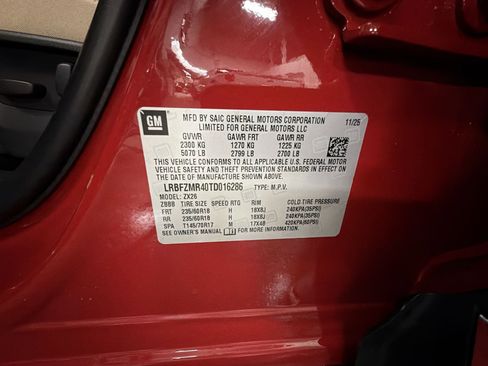 GM
MFD BY SAIC GENERAL MOTORS CORPORATION 11/25
LIMITED FOR GENERAL MOTORS LLC
GVWR GAWR FRT GAWR RR
2300 KG 1270 KG 1225 KG
5070 LB 2799 LB 2700 LB
THIS VEHICLE CONFORMS TO ALL APPLICABLE U.S. FEDERAL MOTOR
VEHICLE SAFETY, BUMPER, AND THEFT PREVENTION STANDARDS IN
EFFECT ON THE DATE OF MANUFACTURE SHOWN ABOVE.
LRBFZMR40TD016286 TYPE: M.P.V.
MODEL: ZX26
ZBBB TIRE SIZE SPEED RTG RIM COLD TIRE PRESSURE
FRT 235/60R18 H 18X8J 240KPA(35PSI)
RR 235/60R18 H 18X8J 240KPA(35PSI)
SPA T145/70R17 M 17X4B 420KPA(60PSI)
SEE OWNER'S MANUAL FOR MORE INFORMATION.